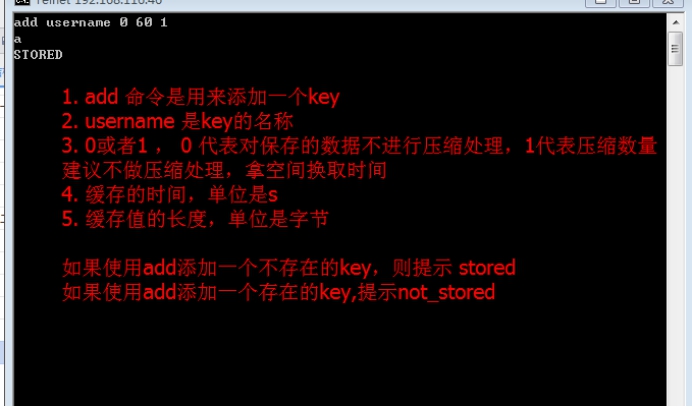 Telnet 192.168.116.40
add username 0 60 1
a
STORED
1. add 命令是用来添加一个key
2. username 是key的名称
3. 0或者1 ， 0 代表对保存的数据不进行压缩处理，1代表压缩数量
建议不做压缩处理，拿空间换取时间
4. 缓存的时间，单位是s
5. 缓存值的长度，单位是字节
如果使用add添加一个不存在的key，则提示 stored
如果使用add添加一个存在的key,提示not_stored